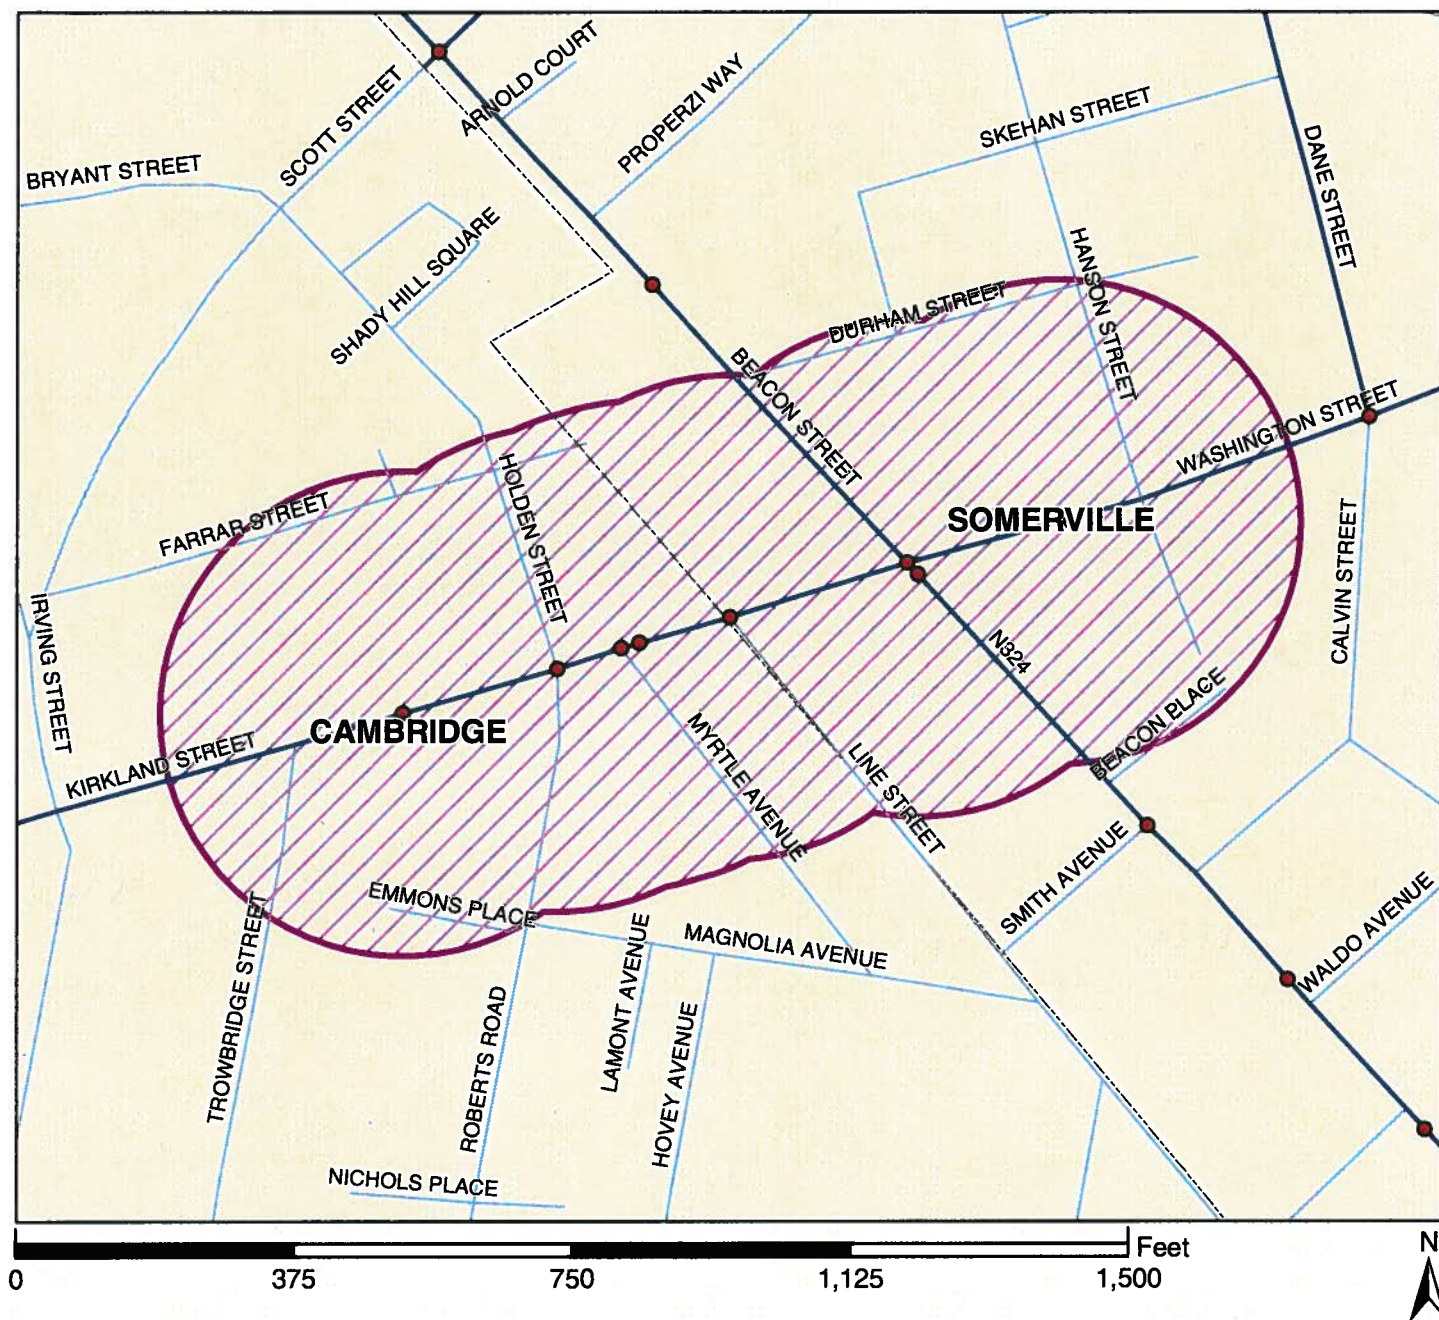 ARNOLD COURT
SCOTT STREET
PROPERZI WAY
SKEHAN STREET
DANE STREET
BRYANT STREET
SHADY HILL SQUARE
HANSON STREET
DURHAM STREET
BEACON STREET
WASHINGTON STREET
HOLDEN STREET
FARRAR STREET
SOMERVILLE
CALVIN STREET
IRVING STREET
N324
CAMBRIDGE
KIRKLAND STREET
BEACON PLACE
MYRTLE AVENUE
LINE STREET
SMITH AVENUE
EMMONS PLACE
WALDO AVENUE
TROWBRIDGE STREET
LAMONT AVENUE
MAGNOLIA AVENUE
ROBERTS ROAD
HOVEY AVENUE
NICHOLS PLACE
Feet
N
0 375 750 1,125 1,500